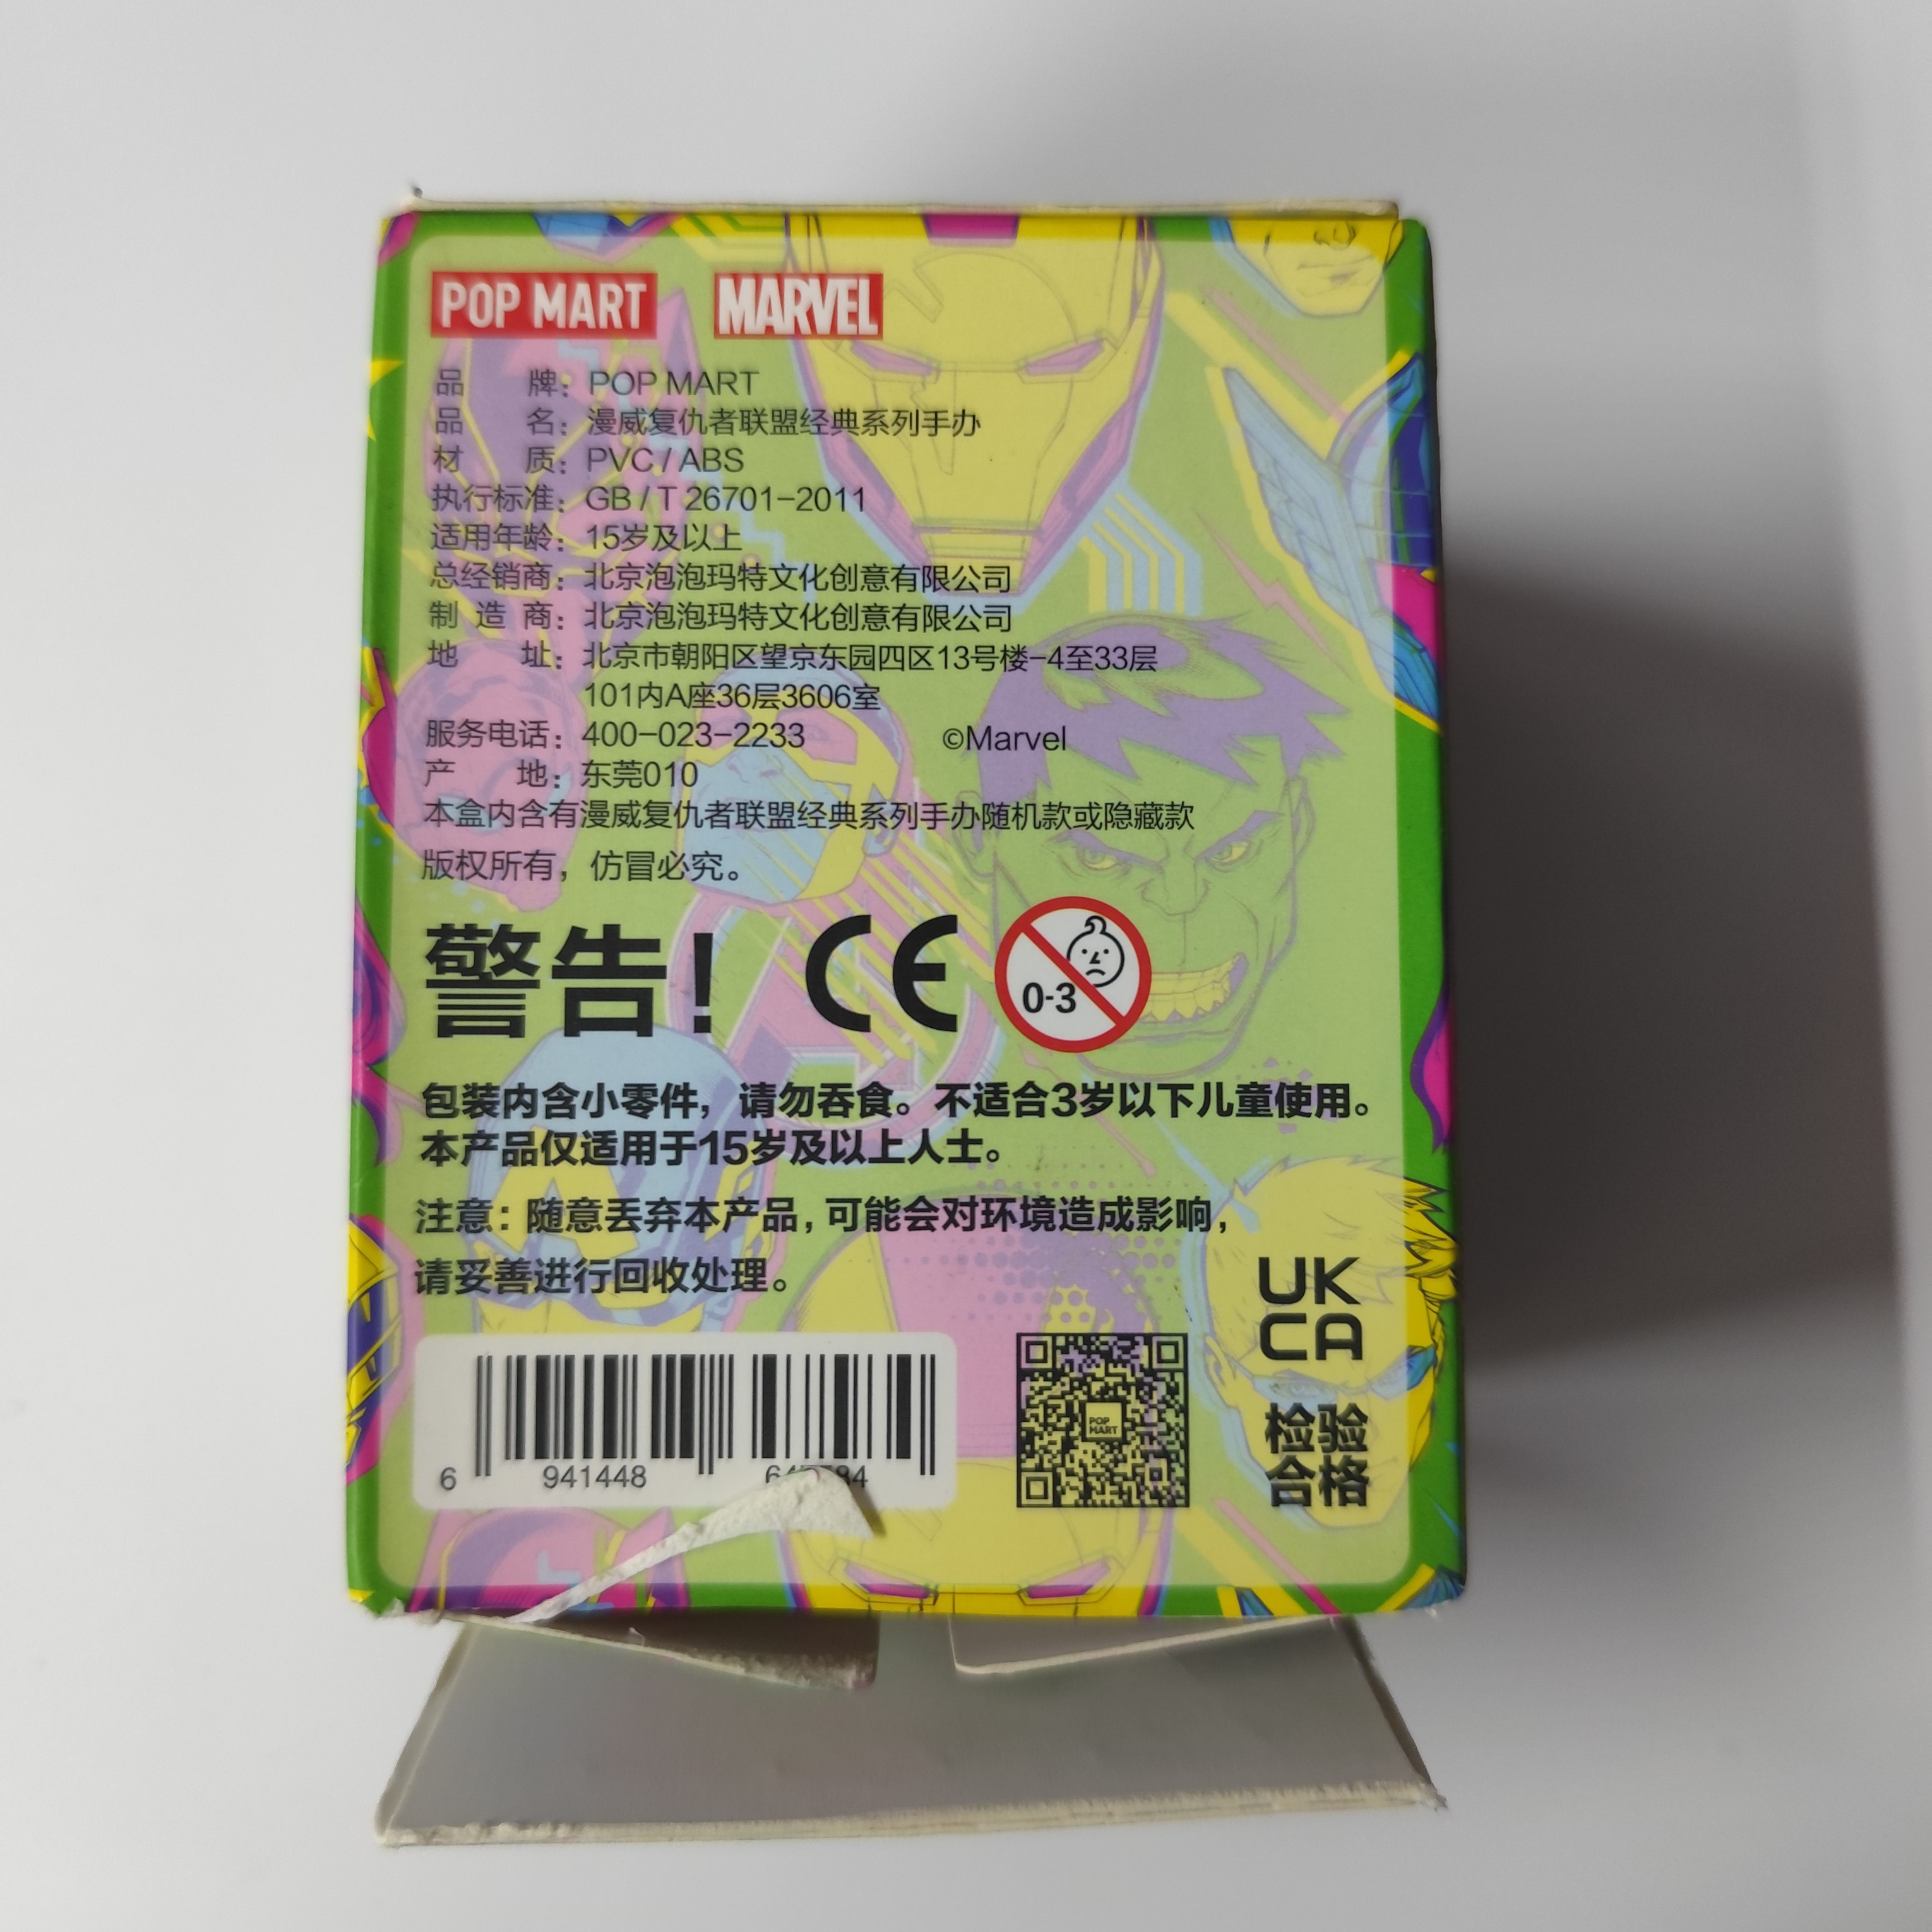 POP MART MARVEL
品牌：POP MART
品名：漫威复仇者联盟经典系列手办
材质：PVC / ABS
执行标准：GB / T 26701-2011
适用年龄：15岁及以上
总经销商：北京泡泡玛特文化创意有限公司
制造商：北京泡泡玛特文化创意有限公司
地址：北京市朝阳区望京东园四区13号楼-4至33层
101内A座36层3606室
服务电话：400-023-2233 ©Marvel
产地：东莞010
本盒内含有漫威复仇者联盟经典系列手办随机款或隐藏款
版权所有，仿冒必究。
警告！ CE 0-3
包装内含小零件，请勿吞食。不适合3岁以下儿童使用。
本产品仅适用于15岁及以上人士。
注意：随意丢弃本产品，可能会对环境造成影响，
请妥善进行回收处理。
UK
CA
POP
MART
检验
合格
6 941448